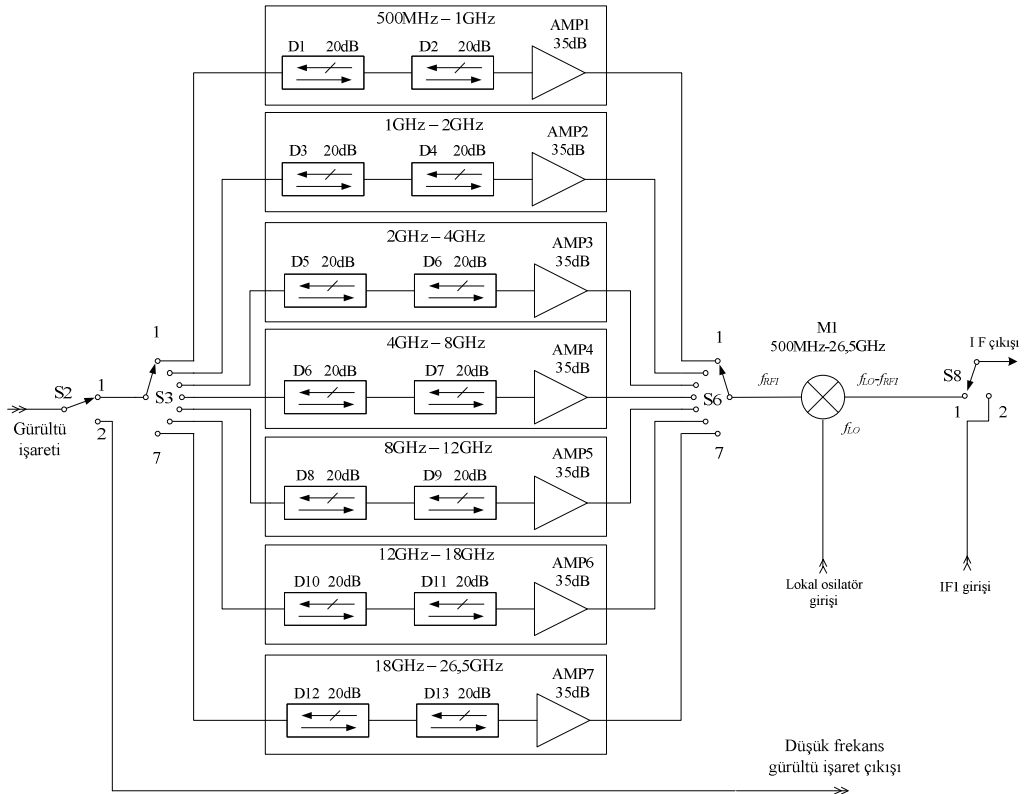 500MHz – 1GHz
D1 20dB
D2 20dB
AMP1
35dB
1GHz – 2GHz
D3 20dB
D4 20dB
AMP2
35dB
2GHz – 4GHz
D5 20dB
D6 20dB
AMP3
35dB
4GHz – 8GHz
D6 20dB
D7 20dB
AMP4
35dB
8GHz – 12GHz
D8 20dB
D9 20dB
AMP5
35dB
12GHz – 18GHz
D10 20dB
D11 20dB
AMP6
35dB
18GHz – 26,5GHz
D12 20dB
D13 20dB
AMP7
35dB
S2
1
2
Gürültü
işareti
1
S3
7
1
S6
7
M1
500MHz-26,5GHz
fRF1
fLO-fRF1
fLO
Lokal osilatör
girişi
I F çıkışı
S8
1
2
IF1 girişi
Düşük frekans
gürültü işaret çıkışı